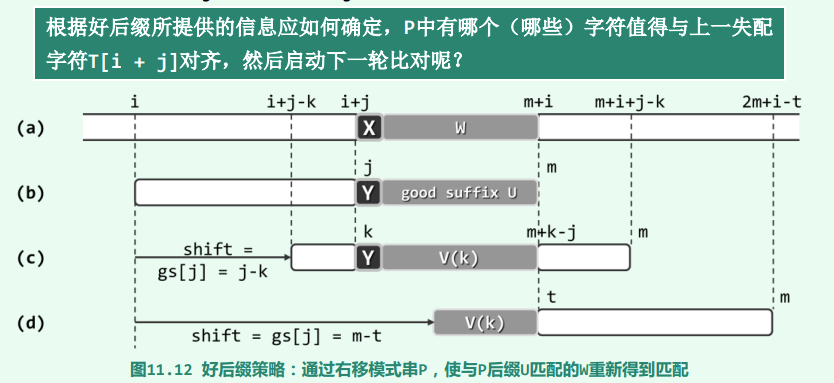 根据好后缀所提供的信息应如何确定，P中有哪个（哪些）字符值得与上一失配
字符T[i + j]对齐，然后启动下一轮比对呢？
i i+j-k i+j m+i m+i+j-k 2m+i-t
(a) X W
j m
(b) Y good suffix U
k m+k-j m
(c) shift = Y V(k)
gs[j] = j-k
t m
(d) V(k)
shift = gs[j] = m-t
图11.12 好后缀策略：通过右移模式串P，使与P后缀U匹配的W重新得到匹配